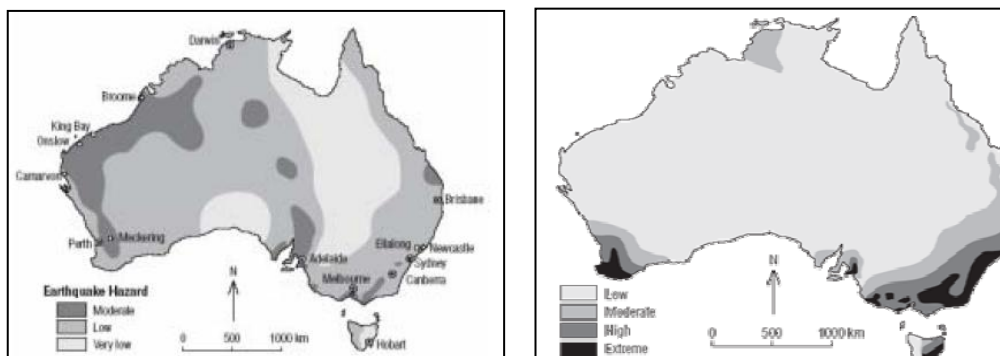 Darwin
Broome
King Bay
Onslow
Carnarvon
Perth
Meckering
Brisbane
Ellalong
Newcastle
Adelaide
Sydney
Canberra
Melbourne
Hobart
N
Earthquake Hazard
Moderate
Low
Very low
0 500 1000 km
N
Low
Moderate
High
Extreme
0 500 1000 km